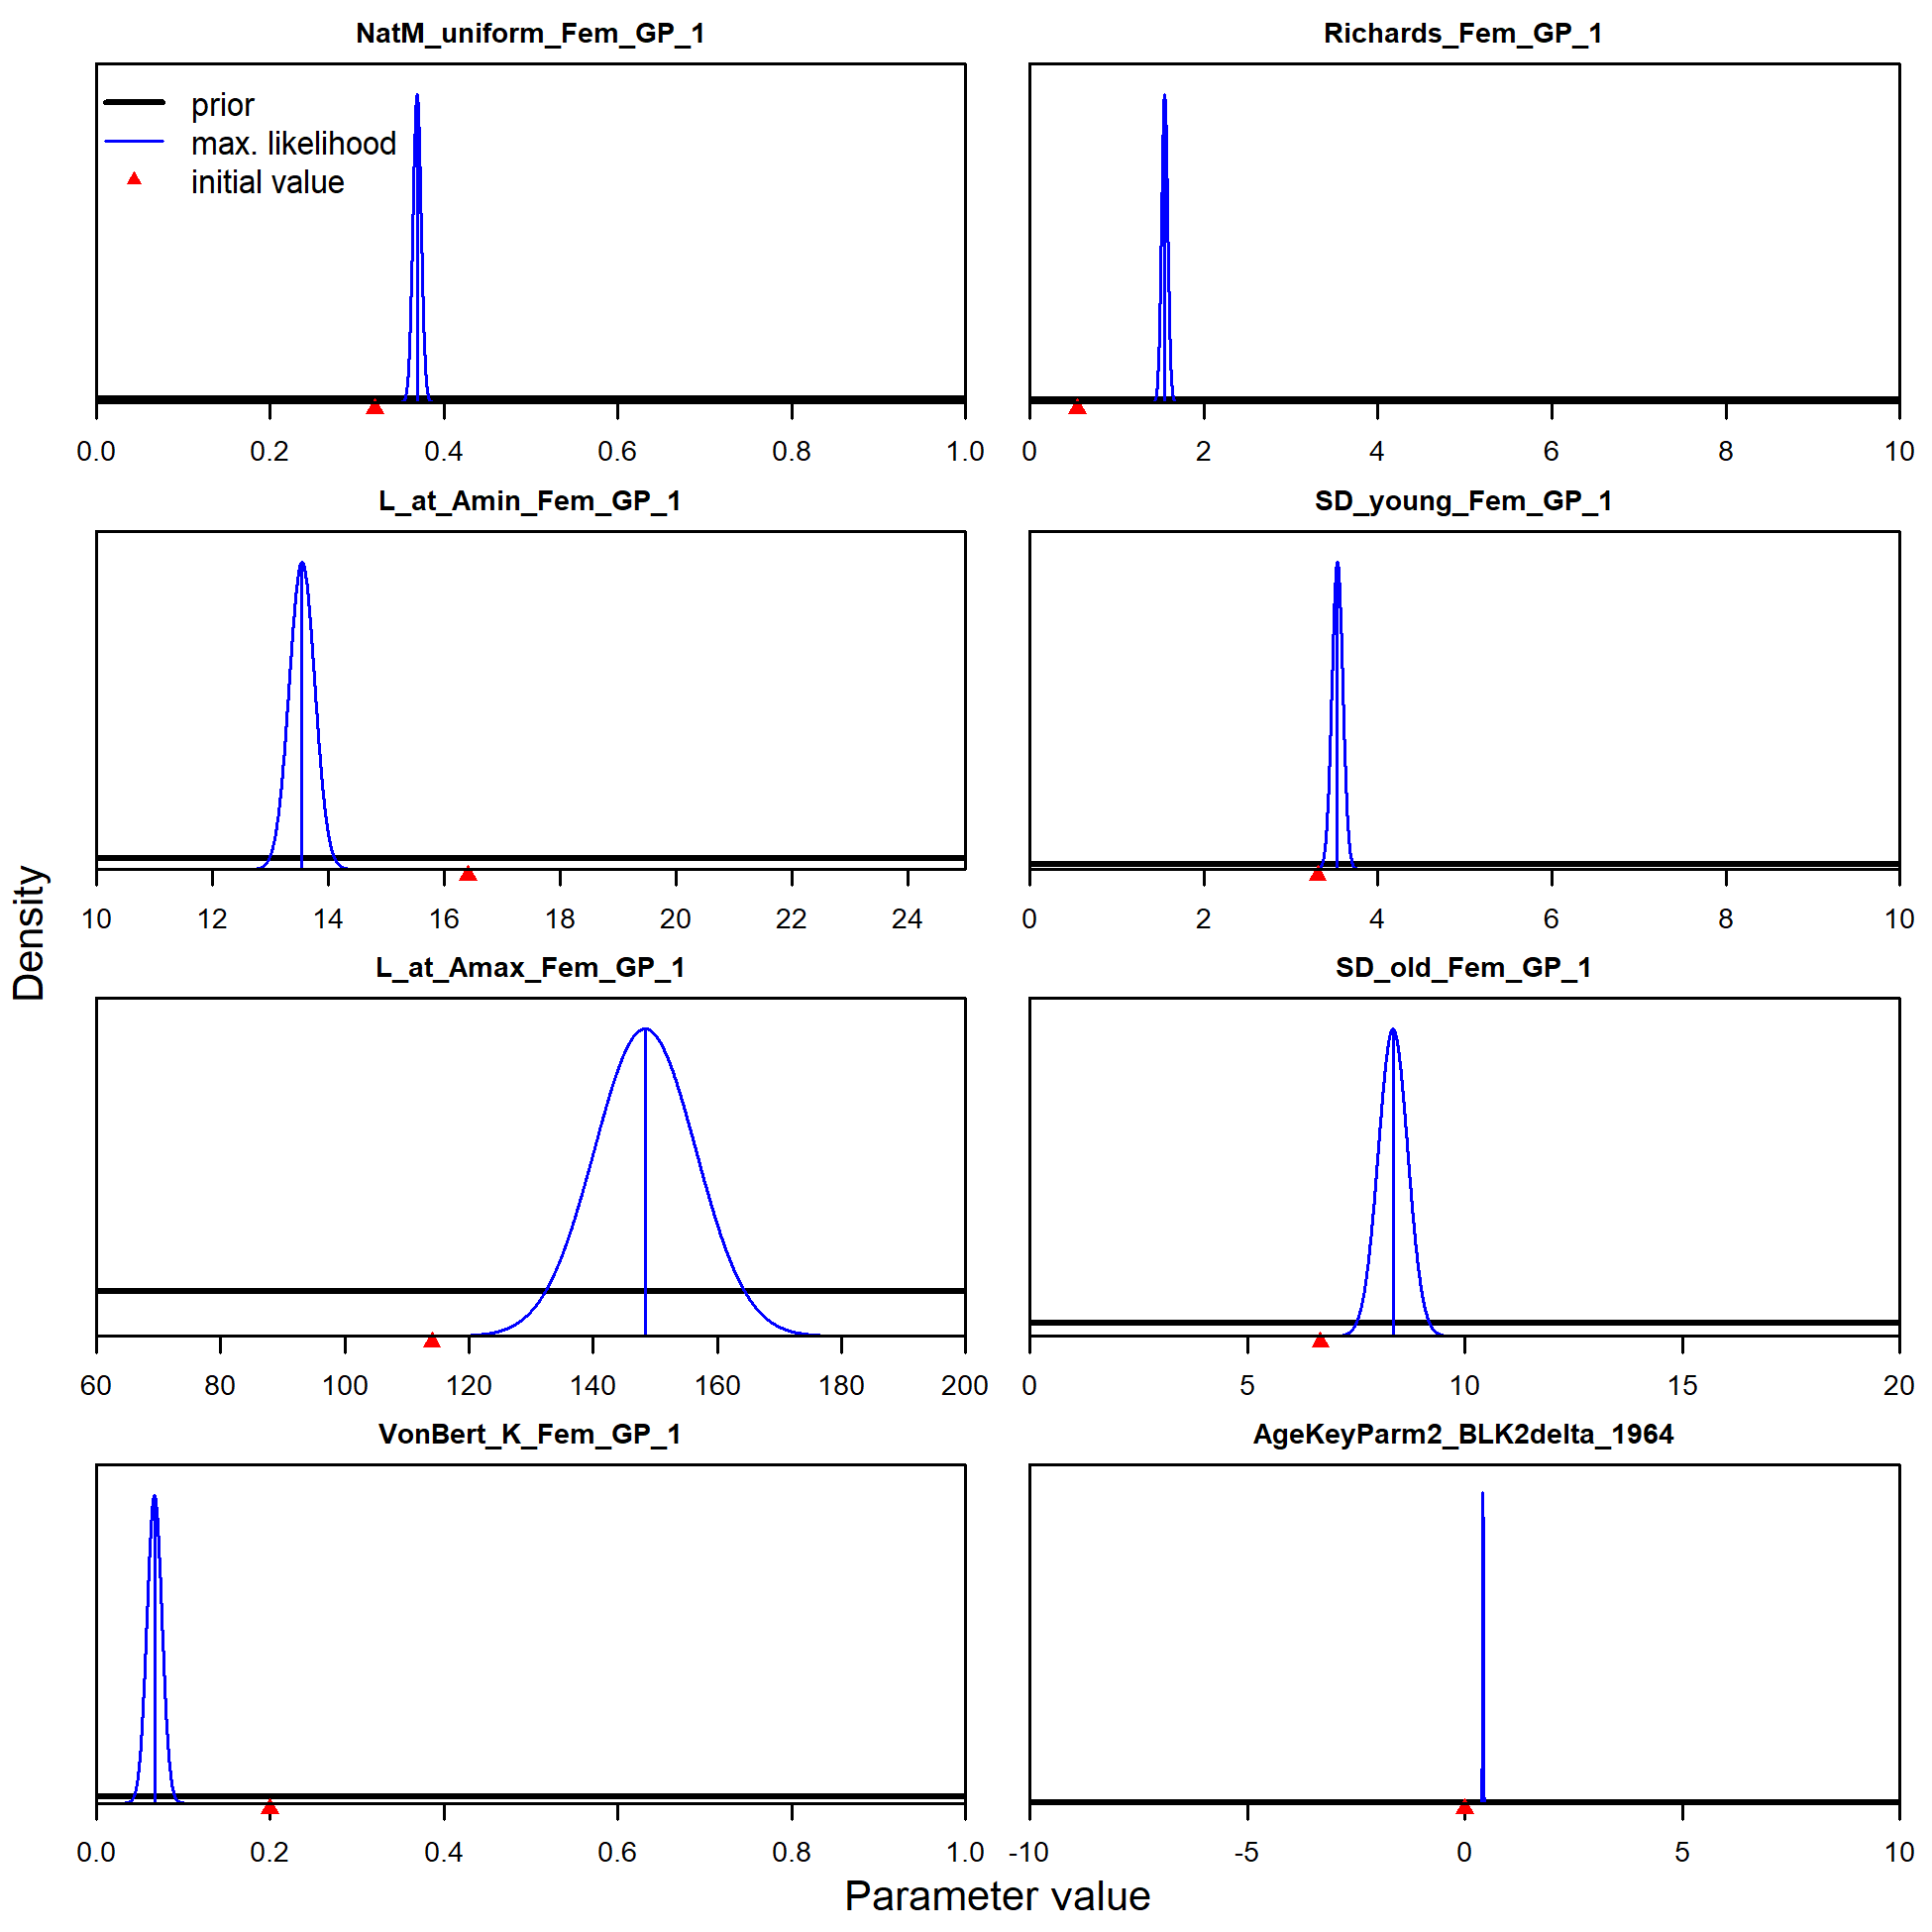 NatM_uniform_Fem_GP_1
prior
max. likelihood
initial value
0.0 0.2 0.4 0.6 0.8 1.0
Richards_Fem_GP_1
0 2 4 6 8 10
L_at_Amin_Fem_GP_1
10 12 14 16 18 20 22 24
SD_young_Fem_GP_1
0 2 4 6 8 10
L_at_Amax_Fem_GP_1
60 80 100 120 140 160 180 200
SD_old_Fem_GP_1
0 5 10 15 20
VonBert_K_Fem_GP_1
0.0 0.2 0.4 0.6 0.8 1.0
AgeKeyParm2_BLK2delta_1964
-10 -5 0 5 10
Density
Parameter value